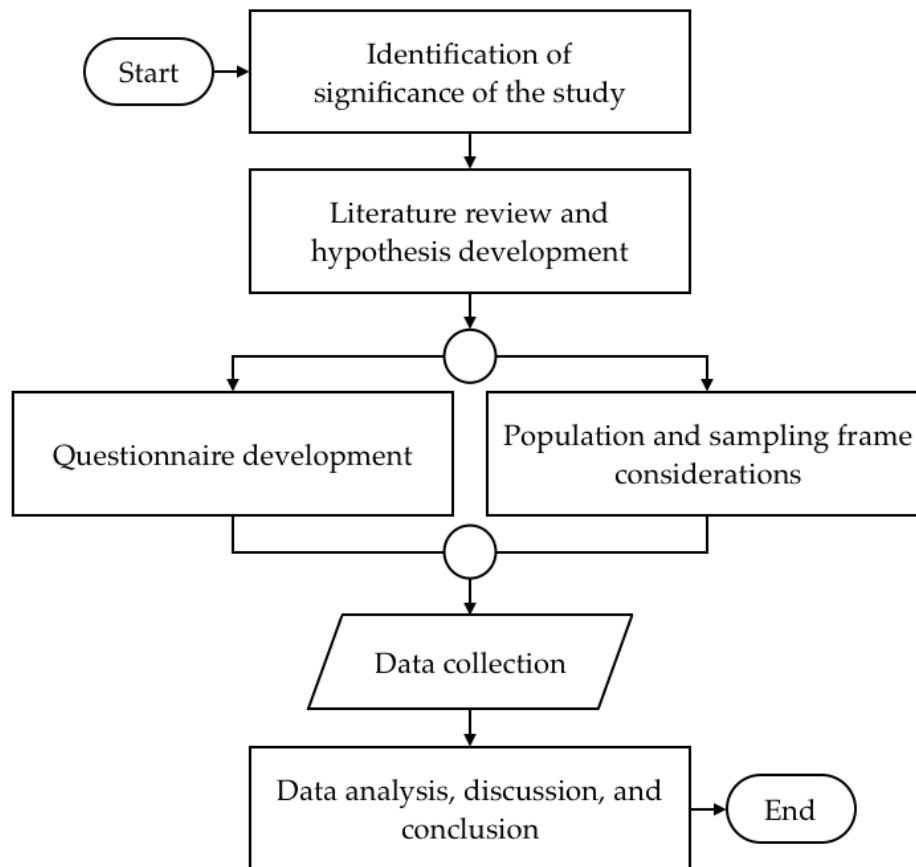 Start
Identification of
significance of the study
Literature review and
hypothesis development
Questionnaire development
Population and sampling frame
considerations
Data collection
Data analysis, discussion, and
conclusion
End